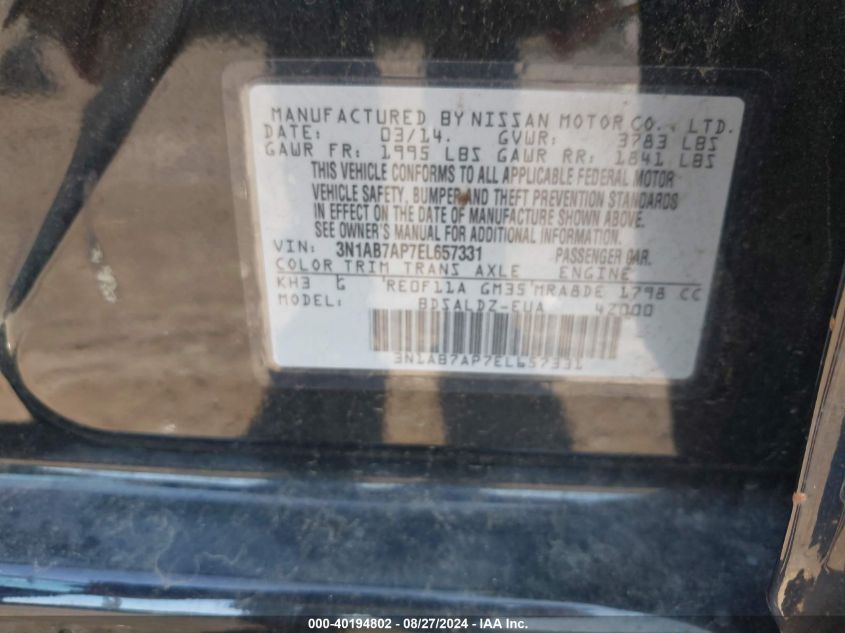 MANUFACTURED BY NISSAN MOTOR CO., LTD.
DATE: 03/14. GVWR: 3783 LBS
GAWR FR: 1995 LBS GAWR RR: 1841 LBS
THIS VEHICLE CONFORMS TO ALL APPLICABLE FEDERAL MOTOR
VEHICLE SAFETY, BUMPER AND THEFT PREVENTION STANDARDS
IN EFFECT ON THE DATE OF MANUFACTURE SHOWN ABOVE.
SEE OWNER'S MANUAL FOR ADDITIONAL INFORMATION.
VIN: 3N1AB7AP7EL657331 PASSENGER CAR.
COLOR TRIM TRANS AXLE ENGINE
KH3 G RE0F11A GM35 MRA8DE 1798 CC
MODEL: BDSALDZ-EUA 4Z000
3N1AB7AP7EL657331
000-40194802 - 08/27/2024 - IAAI.com